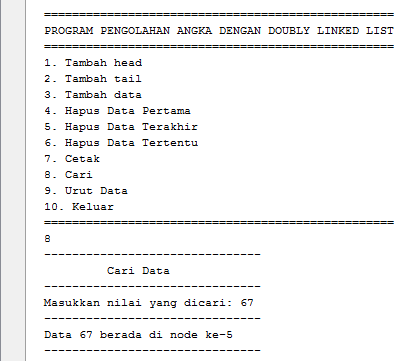 ====================================================
PROGRAM PENGOLAHAN ANGKA DENGAN DOUBLY LINKED LIST
====================================================
1. Tambah head
2. Tambah tail
3. Tambah data
4. Hapus Data Pertama
5. Hapus Data Terakhir
6. Hapus Data Tertentu
7. Cetak
8. Cari
9. Urut Data
10. Keluar
====================================================
8
-------------------------------
Cari Data
-------------------------------
Masukkan nilai yang dicari: 67
-------------------------------
Data 67 berada di node ke-5
-------------------------------